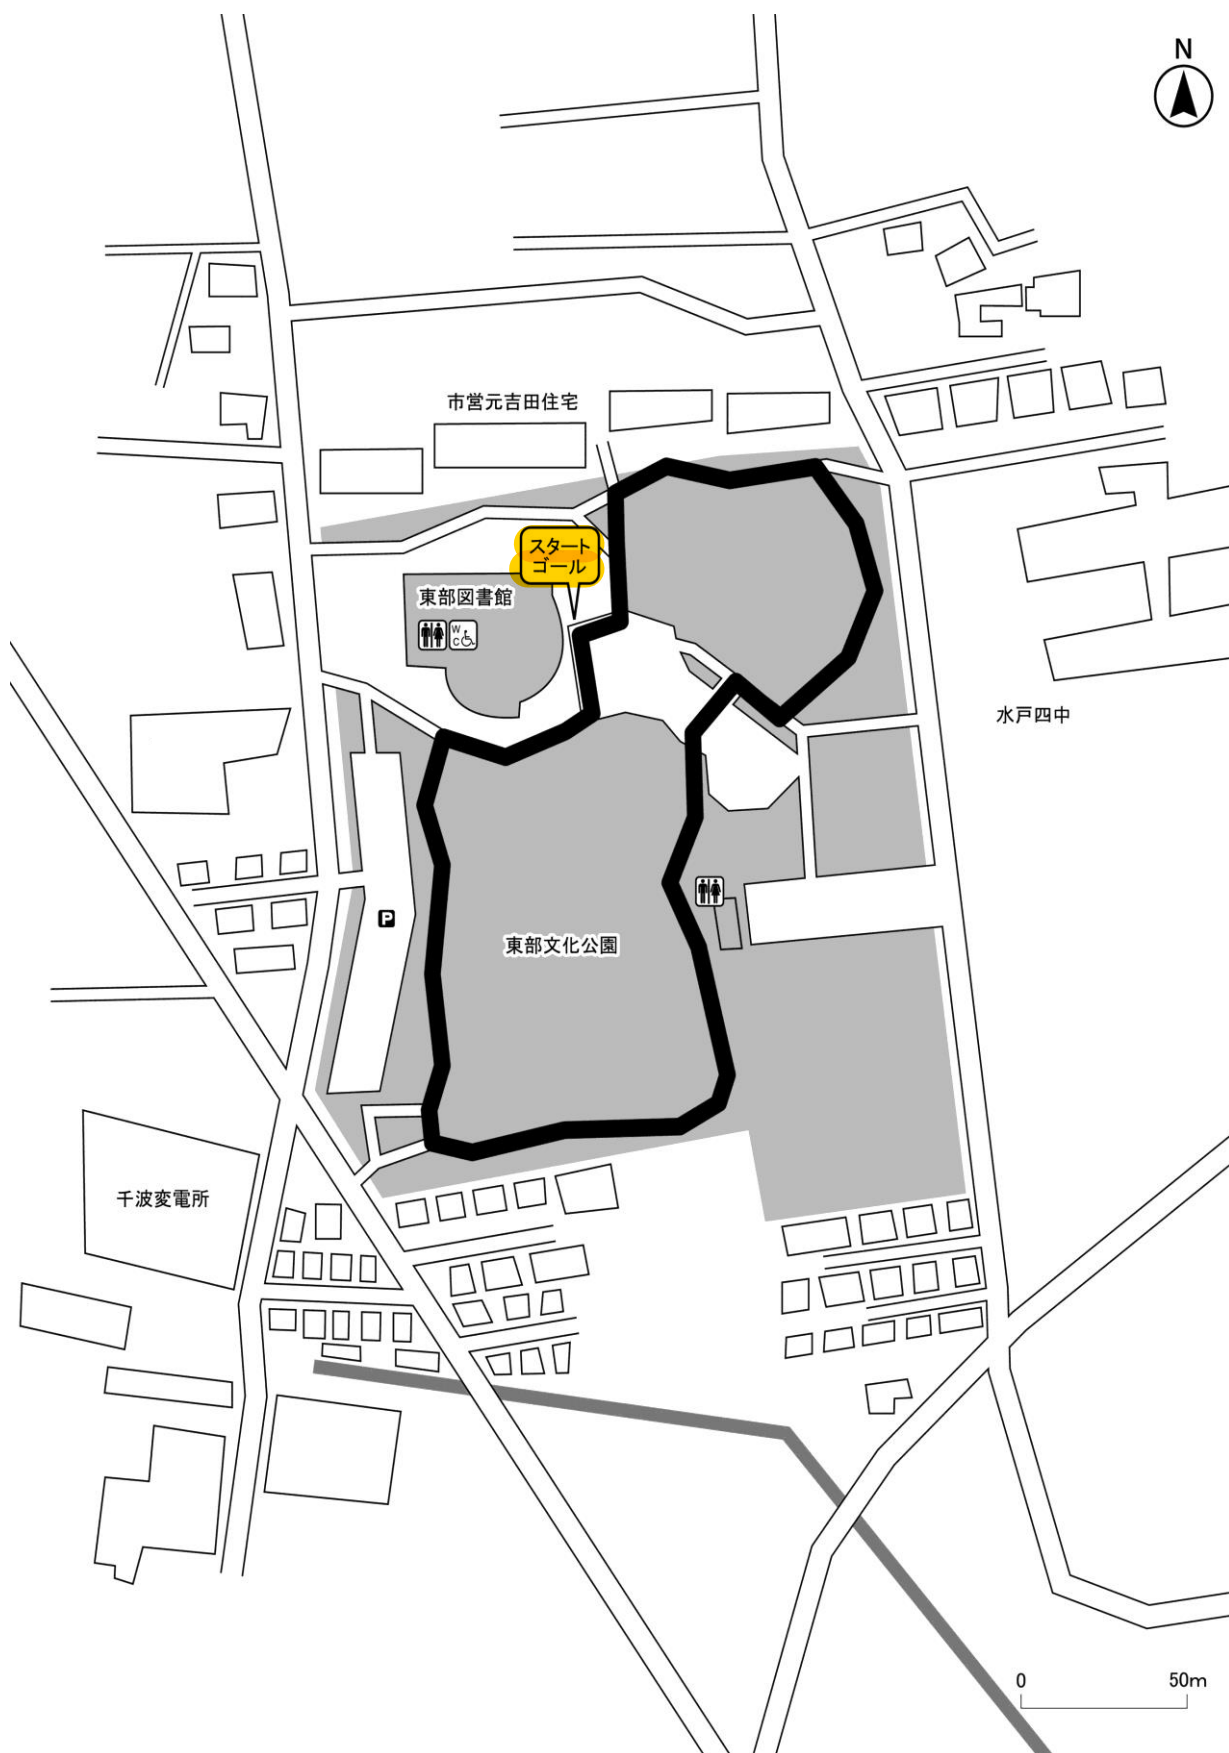 N
市営元吉田住宅
スタート
ゴール
東部図書館
W
C
水戸四中
P
東部文化公園
千波変電所
0 50m